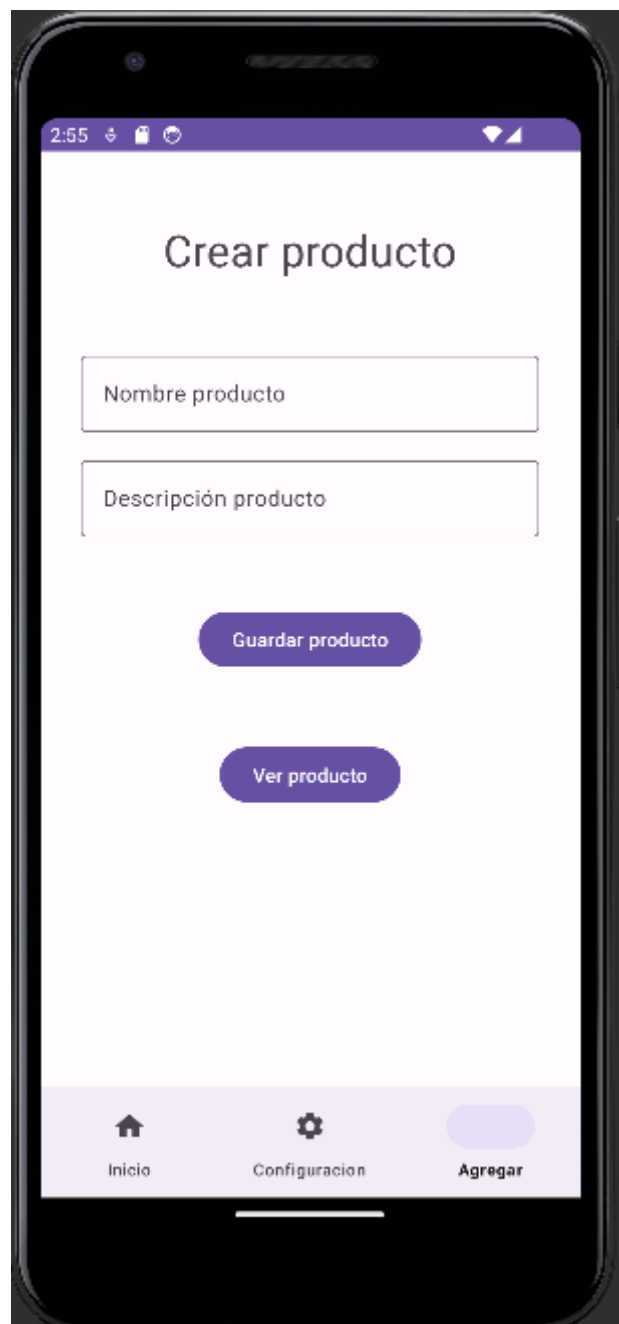 2:55
Crear producto
Nombre producto
Descripción producto
Guardar producto
Ver producto
Inicio Configuracion Agregar